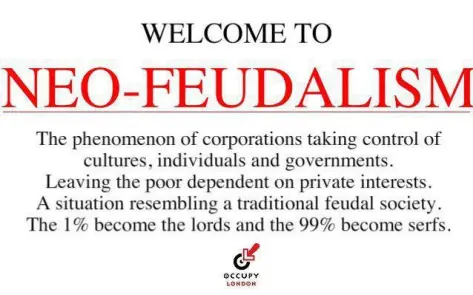 WELCOME TO
NEO-FEUDALISM
The phenomenon of corporations taking control of
cultures, individuals and governments.
Leaving the poor dependent on private interests.
A situation resembling a traditional feudal society.
The 1% become the lords and the 99% become serfs.
OCCUPY
LONDON